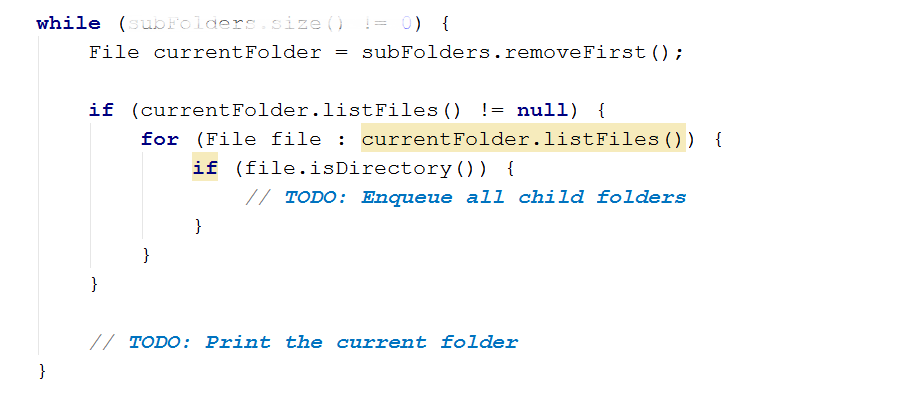 while (subFolders.size() != 0) {
File currentFolder = subFolders.removeFirst();
if (currentFolder.listFiles() != null) {
for (File file : currentFolder.listFiles()) {
if (file.isDirectory()) {
// TODO: Enqueue all child folders
}
}
}
// TODO: Print the current folder
}